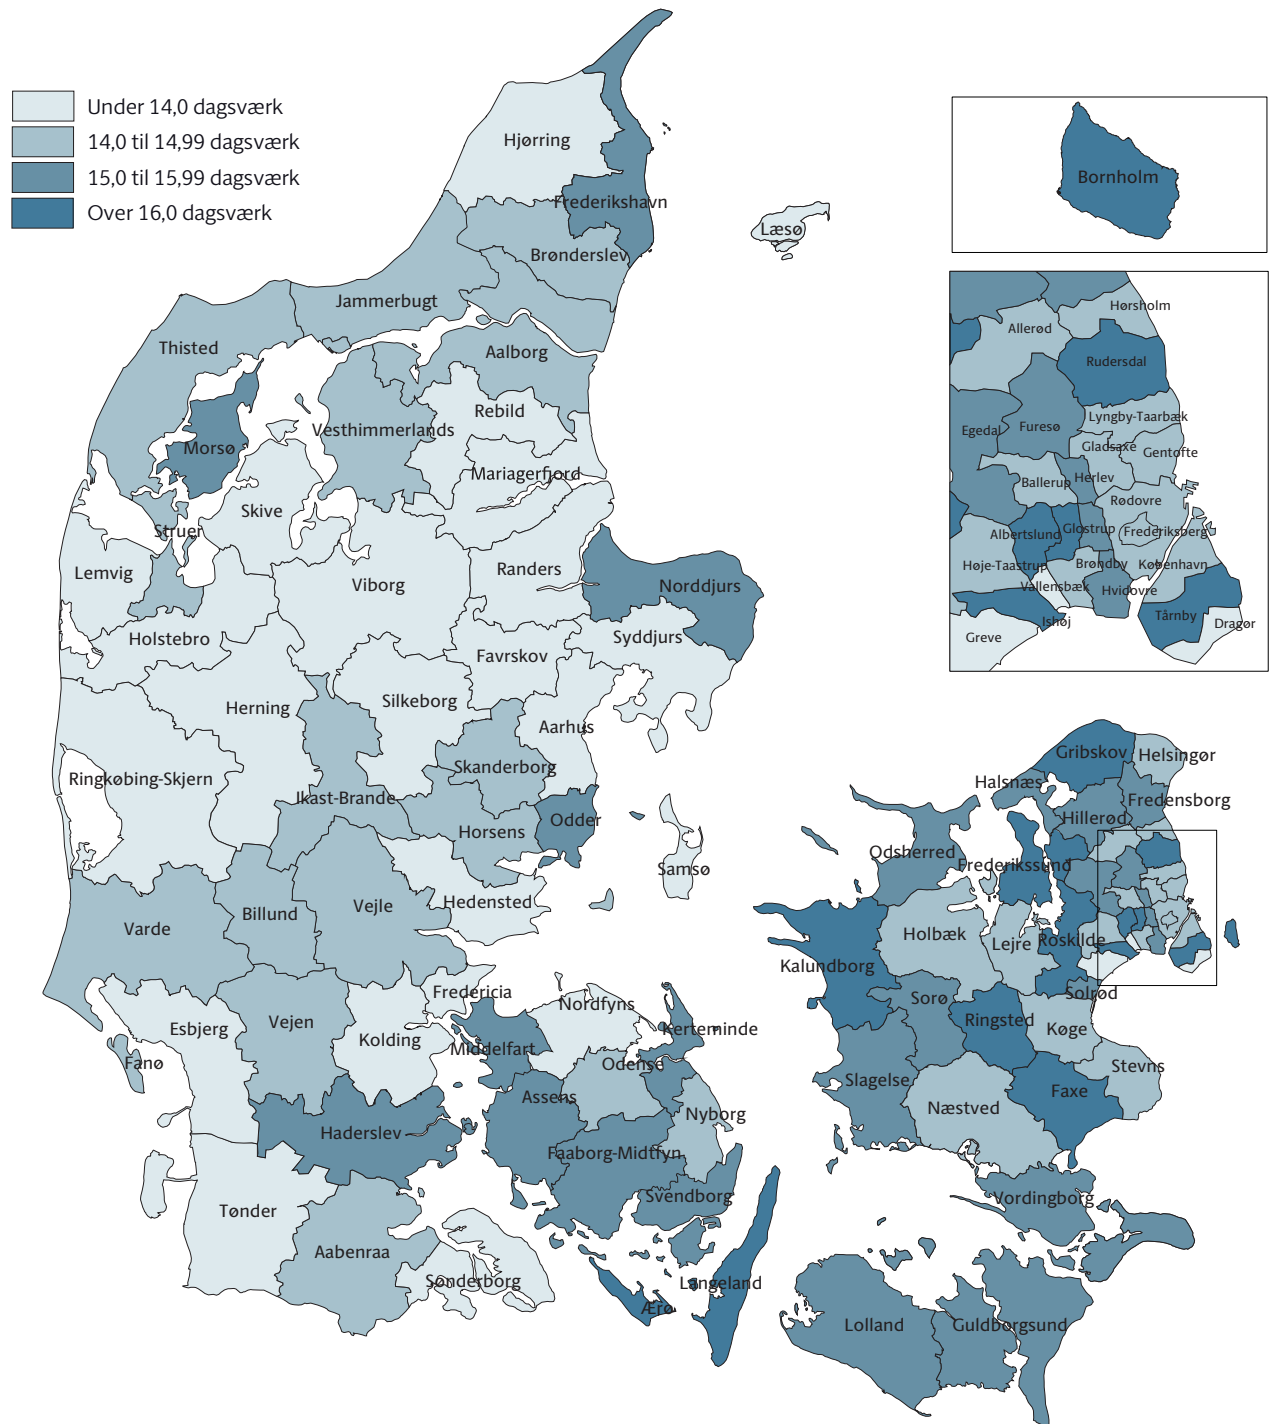 Under 14,0 dagsværk
14,0 til 14,99 dagsværk
15,0 til 15,99 dagsværk
Over 16,0 dagsværk
Hjørring
Frederikshavn
Læsø
Brønderslev
Jammerbugt
Thisted
Aalborg
Rebild
Vesthimmerlands
Morsø
Mariagerfjord
Skive
Struer
Lemvig
Viborg
Randers
Norddjurs
Holstebro
Syddjurs
Favrskov
Silkeborg
Herning
Aarhus
Skanderborg
Ringkøbing-Skjern
Ikast-Brande
Horsens
Odder
Samsø
Hedensted
Vejle
Billund
Varde
Fredericia
Nordfyns
Vejen
Esbjerg
Kolding
Kerteminde
Middelfart
Odense
Fanø
Assens
Nyborg
Haderslev
Faaborg-Midtfyn
Svendborg
Tønder
Aabenraa
Sønderborg
Langeland
Ærø
Bornholm
Hørsholm
Allerød
Rudersdal
Lyngby-Taarbæk
Egedal
Furesø
Gladsaxe
Gentofte
Ballerup
Herlev
Rødovre
Albertslund
Glostrup
Frederiksberg
Høje-Taastrup
Brøndby
København
Vallensbæk
Hvidovre
Ishøj
Tårnby
Dragør
Greve
Gribskov
Helsingør
Halsnæs
Fredensborg
Hillerød
Odsherred
Frederikssund
Holbæk
Lejre
Roskilde
Kalundborg
Solrød
Sorø
Ringsted
Køge
Stevns
Slagelse
Faxe
Næstved
Vordingborg
Lolland
Guldborgsund